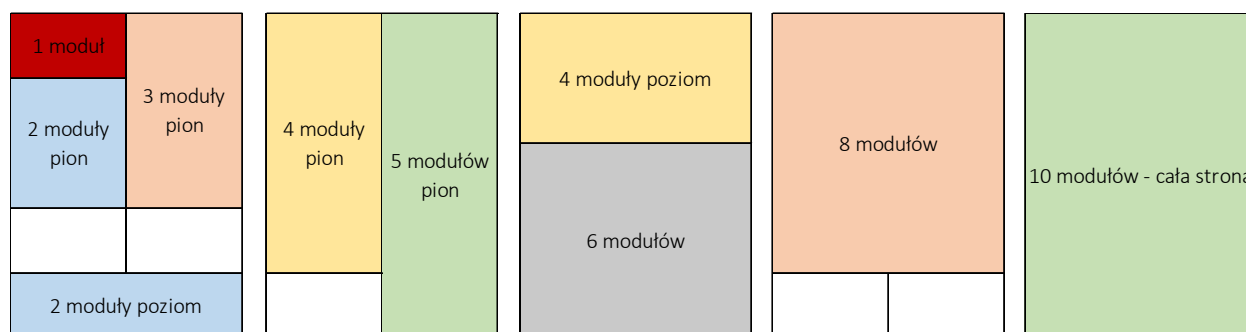 1 moduł
2 moduły
pion
3 moduły
pion
2 moduły poziom
4 moduły
pion
5 modułów
pion
4 moduły poziom
6 modułów
8 modułów
10 modułów - cała strona